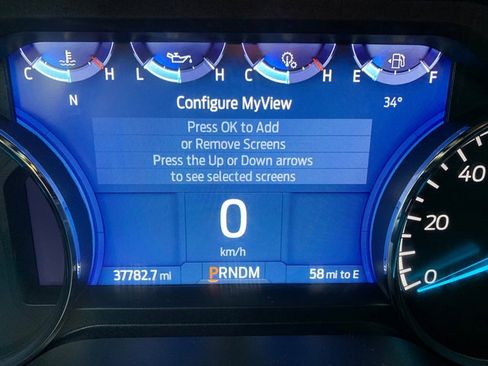 C H L H C H E F
N Configure MyView 34°
Press OK to Add
or Remove Screens
Press the Up or Down arrows
to see selected screens
0
km/h
37782.7 mi PRNDM 58 mi to E
40
20
0